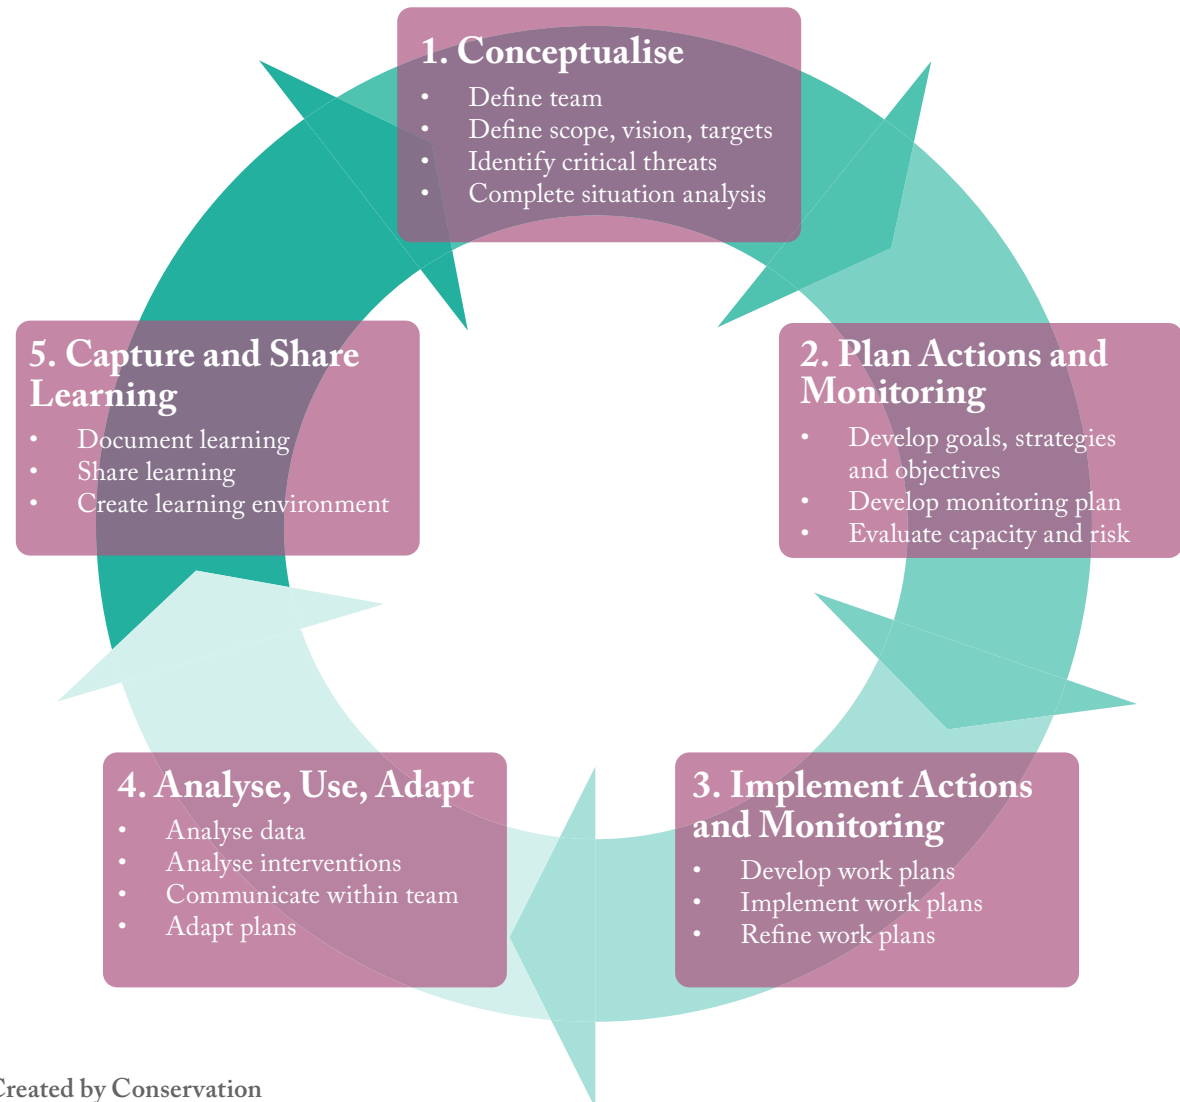 1. Conceptualise
• Define team
• Define scope, vision, targets
• Identify critical threats
• Complete situation analysis
2. Plan Actions and
Monitoring
• Develop goals, strategies
and objectives
• Develop monitoring plan
• Evaluate capacity and risk
3. Implement Actions
and Monitoring
• Develop work plans
• Implement work plans
• Refine work plans
4. Analyse, Use, Adapt
• Analyse data
• Analyse interventions
• Communicate within team
• Adapt plans
5. Capture and Share
Learning
• Document learning
• Share learning
• Create learning environment
Created by Conservation